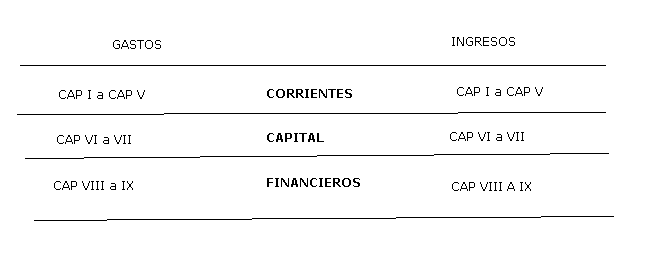 GASTOS INGRESOS
CAP I a CAP V CORRIENTES CAP I a CAP V
CAP VI a VII CAPITAL CAP VI a VII
CAP VIII a IX FINANCIEROS CAP VIII A IX